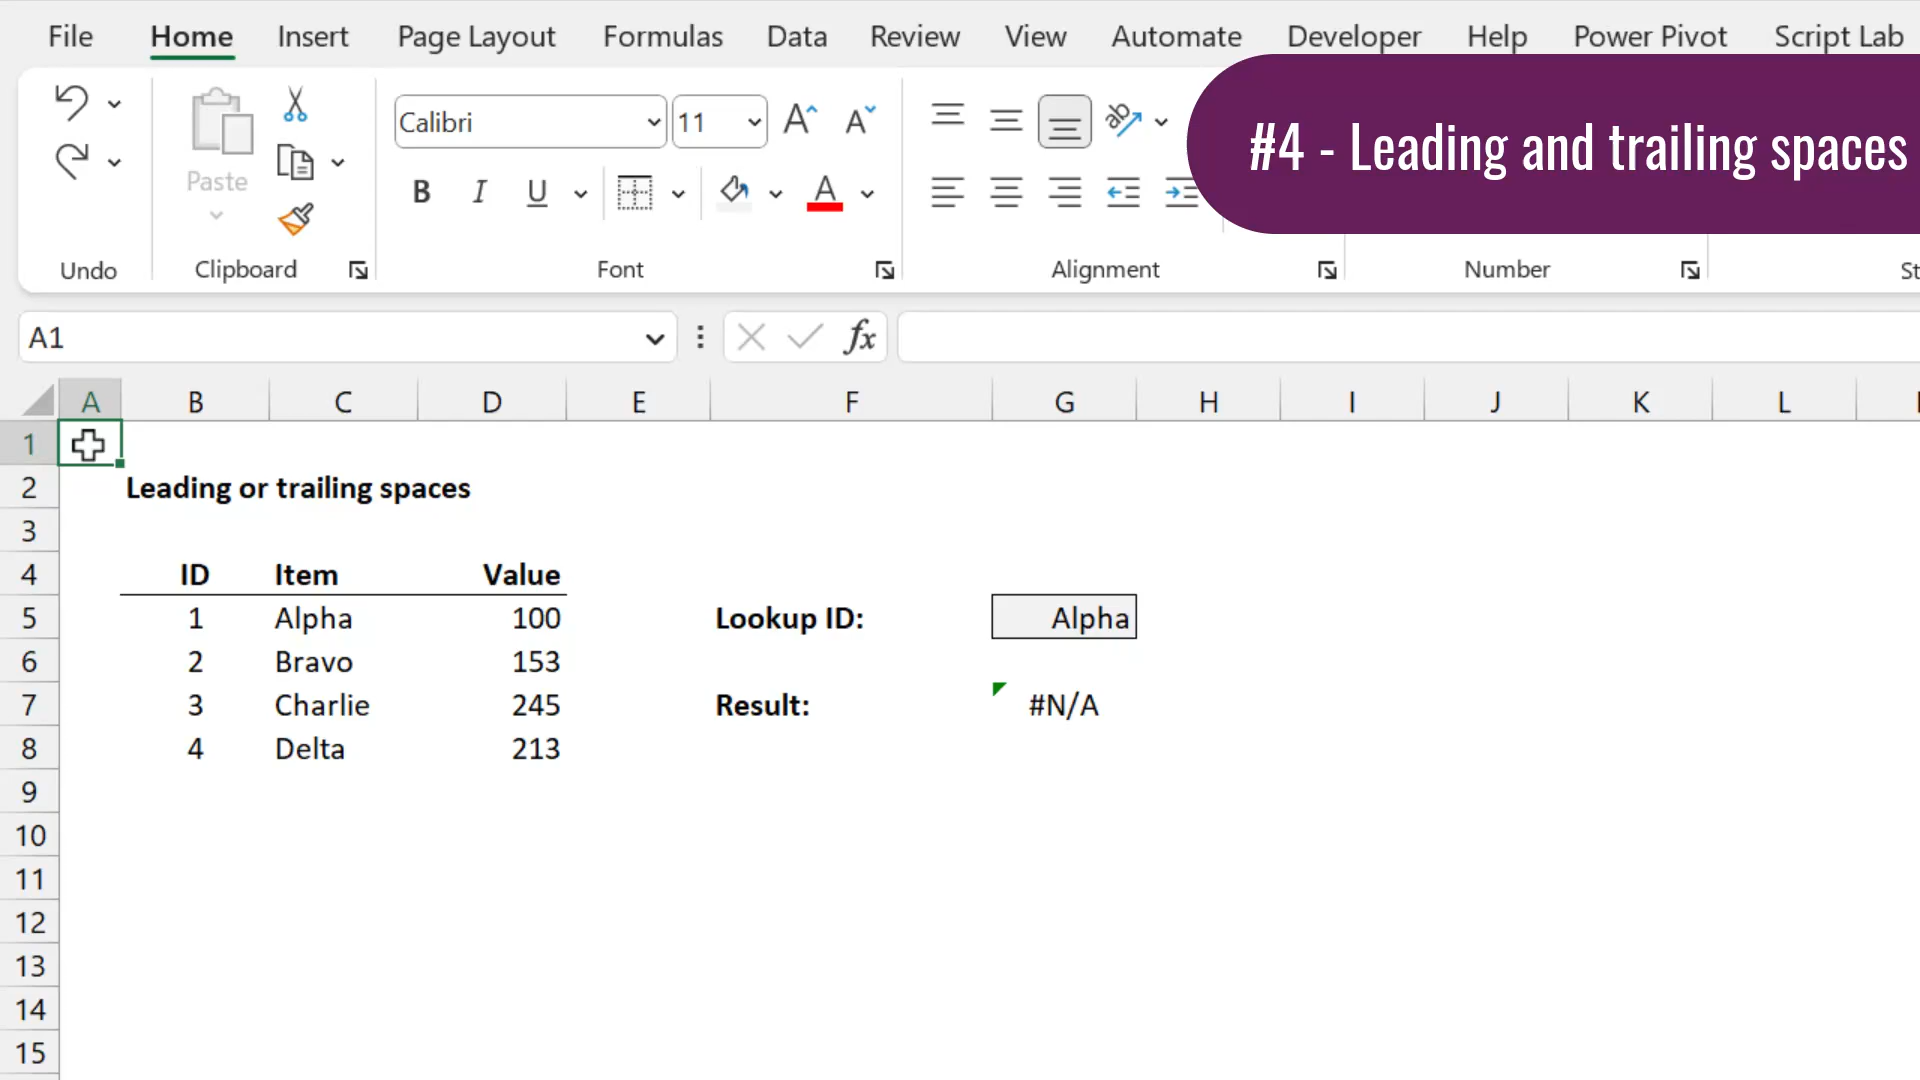 File Home Insert Page Layout Formulas Data Review View Automate Developer Help Power Pivot Script Lab
#4 - Leading and trailing spaces
Calibri 11 A A
Paste
B I U A
ab
Undo Clipboard Font Alignment Number St
A1 fx
A B C D E F G H I J K L
1
2 Leading or trailing spaces
3
4 ID Item Value
5 1 Alpha 100 Lookup ID: Alpha
6 2 Bravo 153
7 3 Charlie 245 Result: #N/A
8 4 Delta 213
9
10
11
12
13
14
15